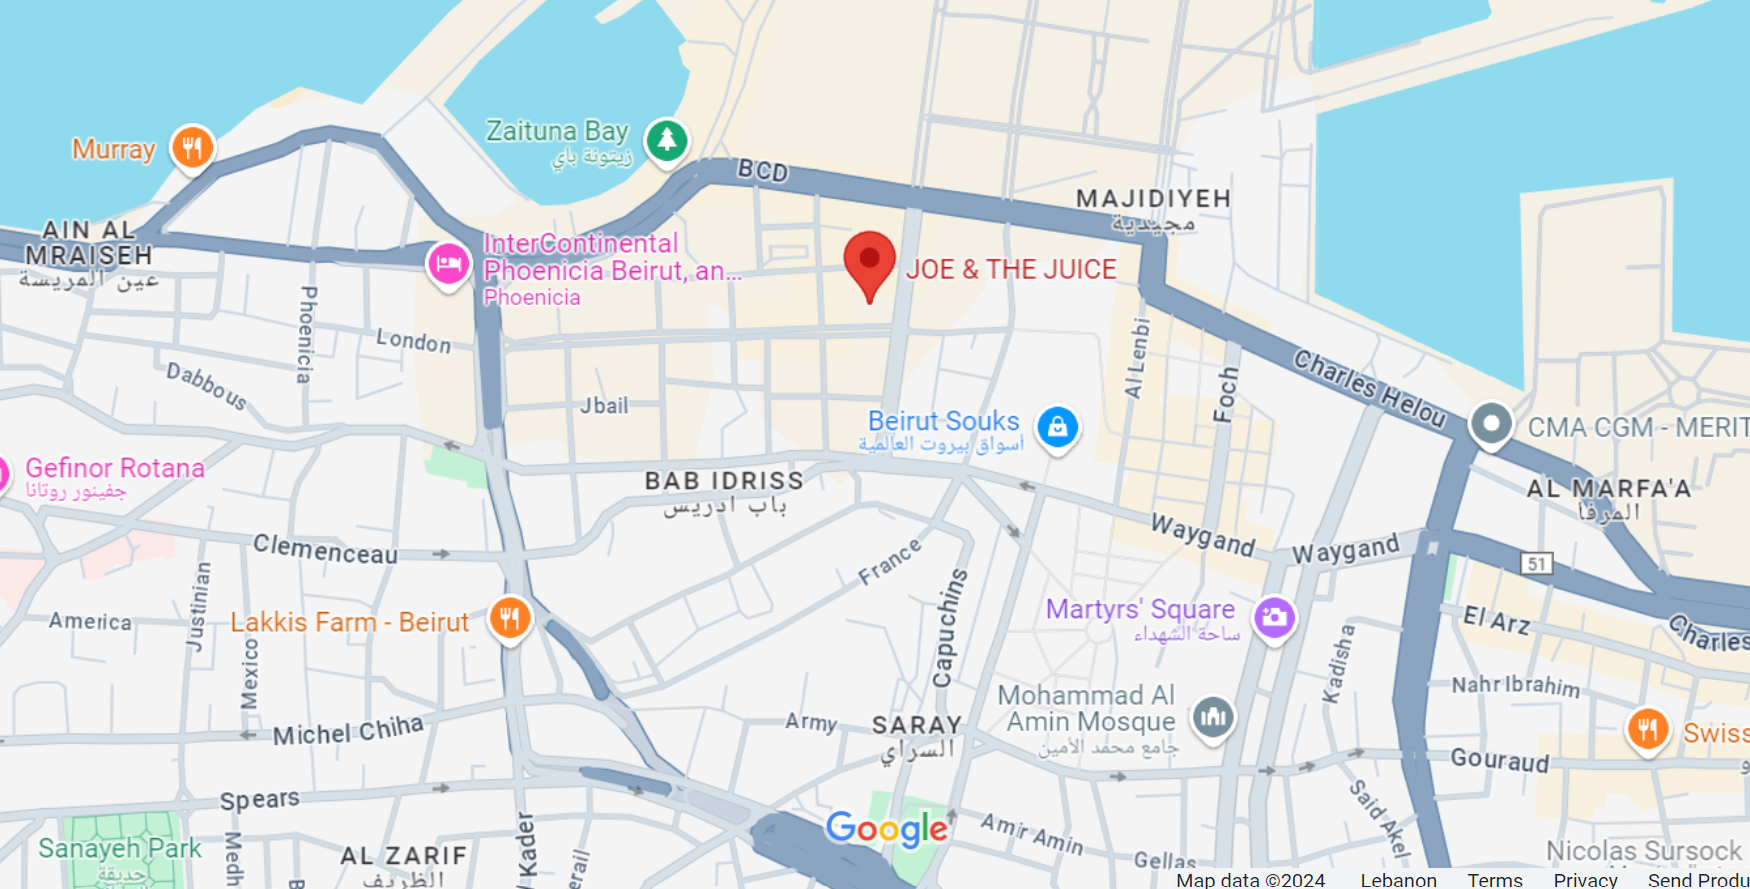 Zaituna Bay
زيتونة باي
Murray
BCD
MAJIDIYEH
مجيدية
AIN AL
MRAISEH
عين المريسة
InterContinental
Phoenicia Beirut, an...
Phoenicia
JOE & THE JUICE
Phoenicia
London
Dabbous
Jbail
Al Lenbi
Foch
Charles Helou
Beirut Souks
أسواق بيروت العالمية
CMA CGM - MERIT
Gefinor Rotana
جفينور روتانا
BAB IDRISS
باب ادريس
AL MARFA'A
المرفأ
Clemenceau
Waygand
Waygand
51
France
Capuchins
Justinian
America
Lakkis Farm - Beirut
Martyrs' Square
ساحة الشهداء
El Arz
Charles
Kadisha
Mexico
Nahr Ibrahim
Mohammad Al
Amin Mosque
جامع محمد الأمين
Michel Chiha
Army
SARAY
السراي
Swiss
Gouraud
و
Spears
Said Akel
Google
Amir Amin
Sanayeh Park
حديقة
Medh
AL ZARIF
الظريف
Kader
erail
B
Gellas
Nicolas Sursock
Map data ©2024 Lebanon Terms Privacy Send Produ